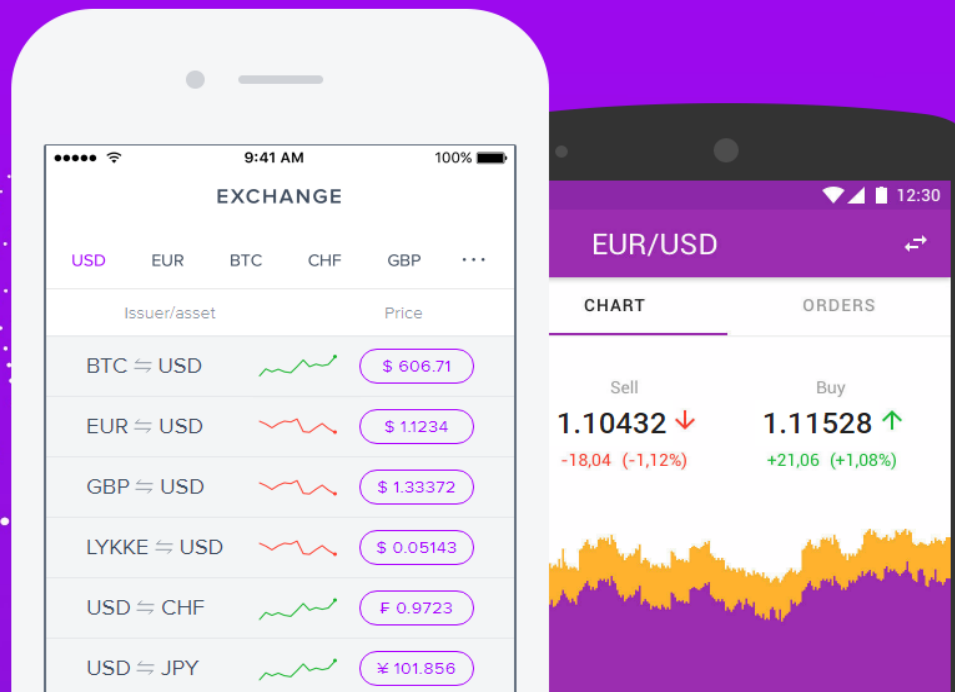 9:41 AM 100%
EXCHANGE
USD EUR BTC CHF GBP ...
Issuer/asset Price
BTC ⇋ USD $ 606.71
EUR ⇋ USD $ 1.1234
GBP ⇋ USD $ 1.33372
LYKKE ⇋ USD $ 0.05143
USD ⇋ CHF ₣ 0.9723
USD ⇋ JPY ¥ 101.856
12:30
EUR/USD
CHART ORDERS
Sell Buy
1.10432 1.11528
-18,04 (-1,12%) +21,06 (+1,08%)